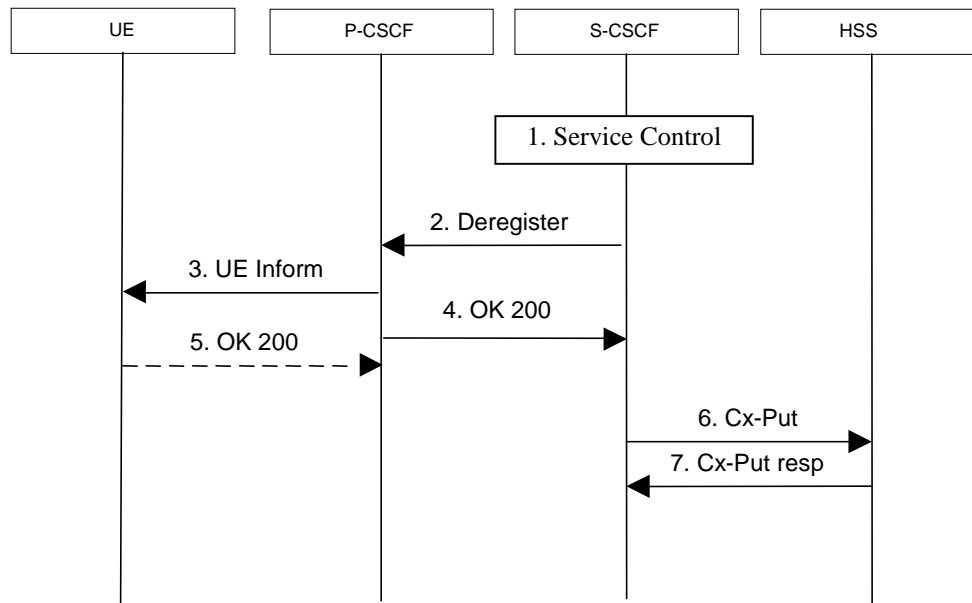 UE
P-CSCF
S-CSCF
HSS
1. Service Control
2. Deregister
3. UE Inform
4. OK 200
5. OK 200
6. Cx-Put
7. Cx-Put resp